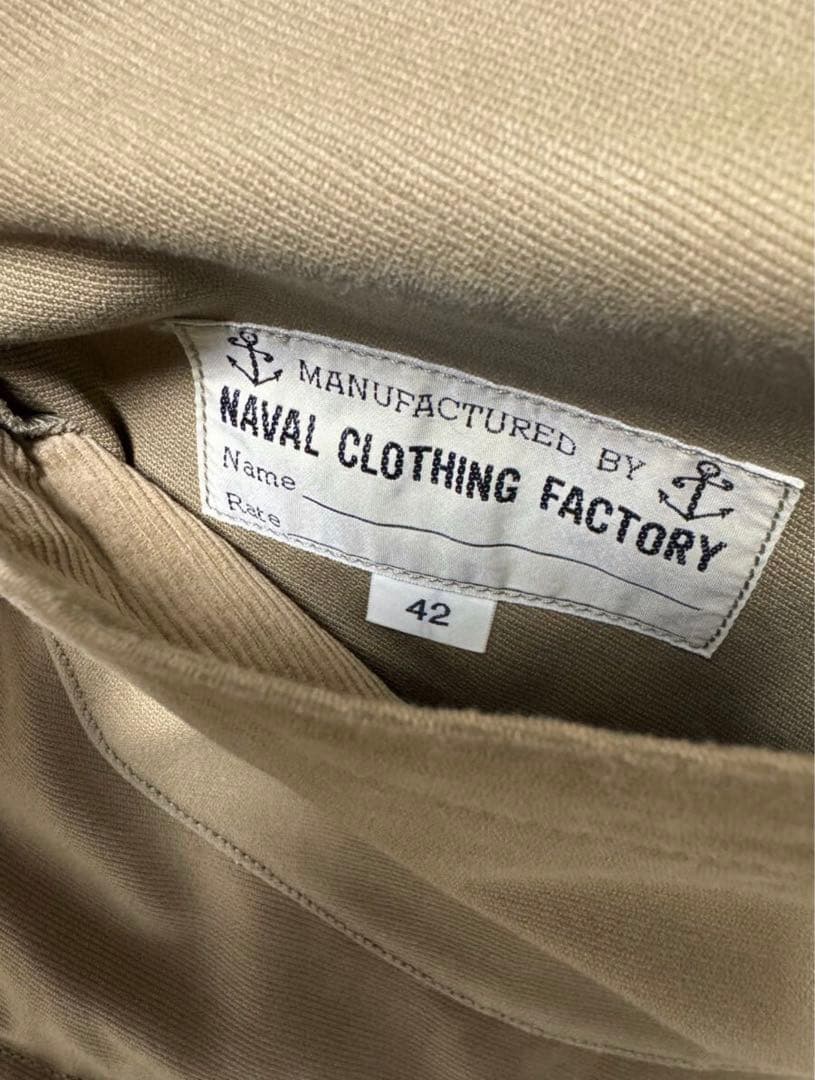 MANUFACTURED BY
NAVAL CLOTHING FACTORY
Name
Rate
42